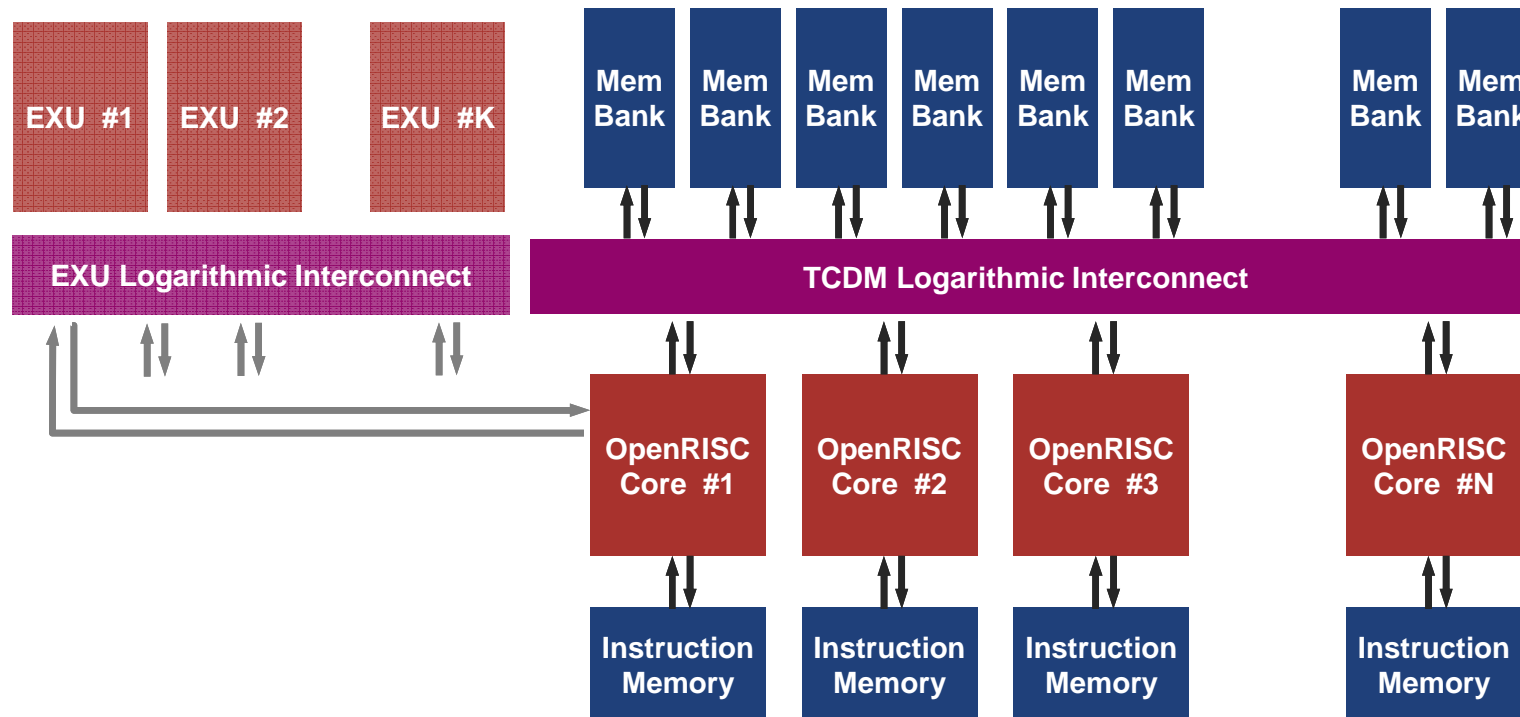 EXU #1
EXU #2
EXU #K
Mem
Bank
Mem
Bank
Mem
Bank
Mem
Bank
Mem
Bank
Mem
Bank
Mem
Bank
Mem
Bank
EXU Logarithmic Interconnect
TCDM Logarithmic Interconnect
OpenRISC
Core #1
OpenRISC
Core #2
OpenRISC
Core #3
OpenRISC
Core #N
Instruction
Memory
Instruction
Memory
Instruction
Memory
Instruction
Memory